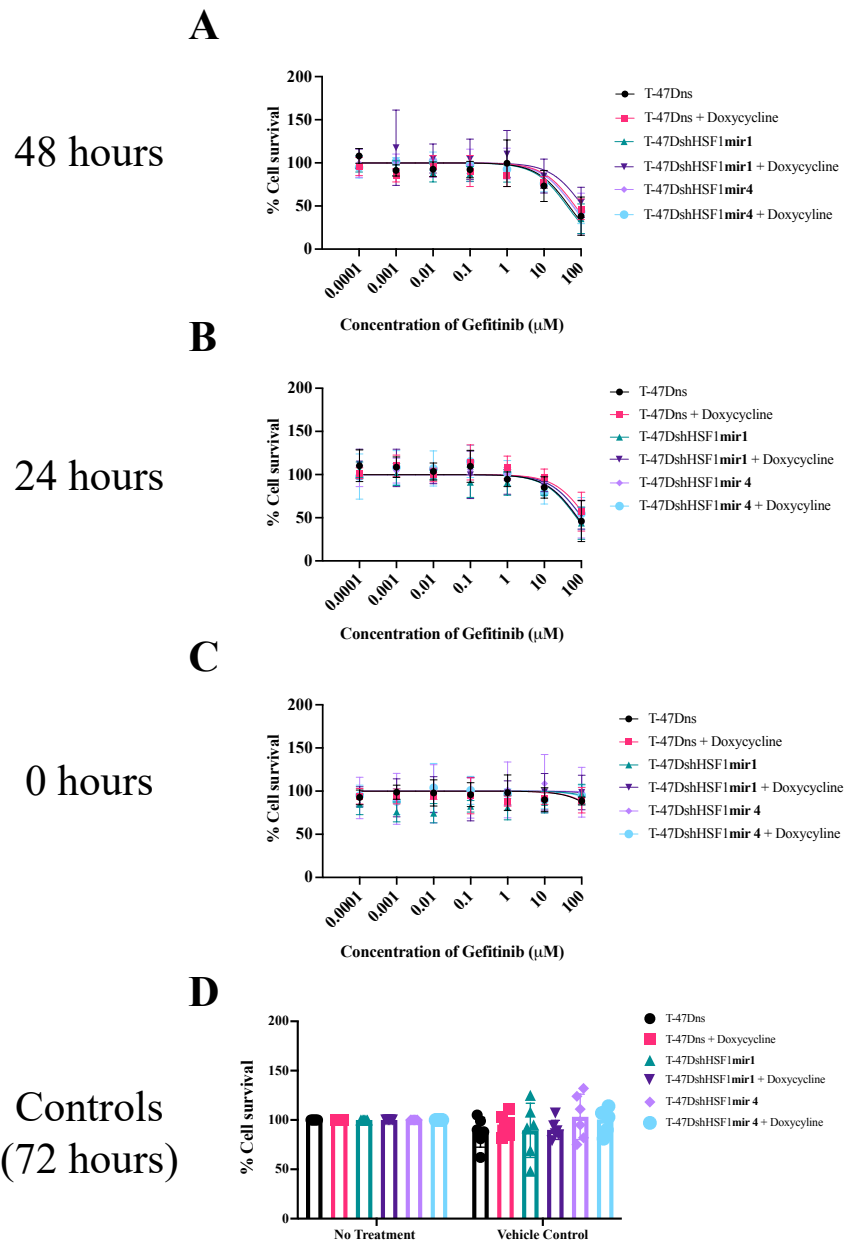 A
48 hours
% Cell survival
200
150
100
50
0
0.0001
0.001
0.01
0.1
1
10
100
Concentration of Gefitinib (μM)
T-47Dns
T-47Dns + Doxycycline
T-47DshHSF1mir1
T-47DshHSF1mir1 + Doxycycline
T-47DshHSF1mir4
T-47DshHSF1mir4 + Doxycyline
B
24 hours
% Cell survival
200
150
100
50
0
0.0001
0.001
0.01
0.1
1
10
100
Concentration of Gefitinib (μM)
T-47Dns
T-47Dns + Doxycycline
T-47DshHSF1mir1
T-47DshHSF1mir1 + Doxycycline
T-47DshHSF1mir 4
T-47DshHSF1mir 4 + Doxycyline
C
0 hours
% Cell survival
200
150
100
50
0
0.0001
0.001
0.01
0.1
1
10
100
Concentration of Gefitinib (μM)
T-47Dns
T-47Dns + Doxycycline
T-47DshHSF1mir1
T-47DshHSF1mir1 + Doxycycline
T-47DshHSF1mir 4
T-47DshHSF1mir 4 + Doxycyline
D
Controls
(72 hours)
% Cell survival
200
150
100
50
0
No Treatment
Vehicle Control
T-47Dns
T-47Dns + Doxycycline
T-47DshHSF1mir1
T-47DshHSF1mir1 + Doxycycline
T-47DshHSF1mir 4
T-47DshHSF1mir 4 + Doxycyline